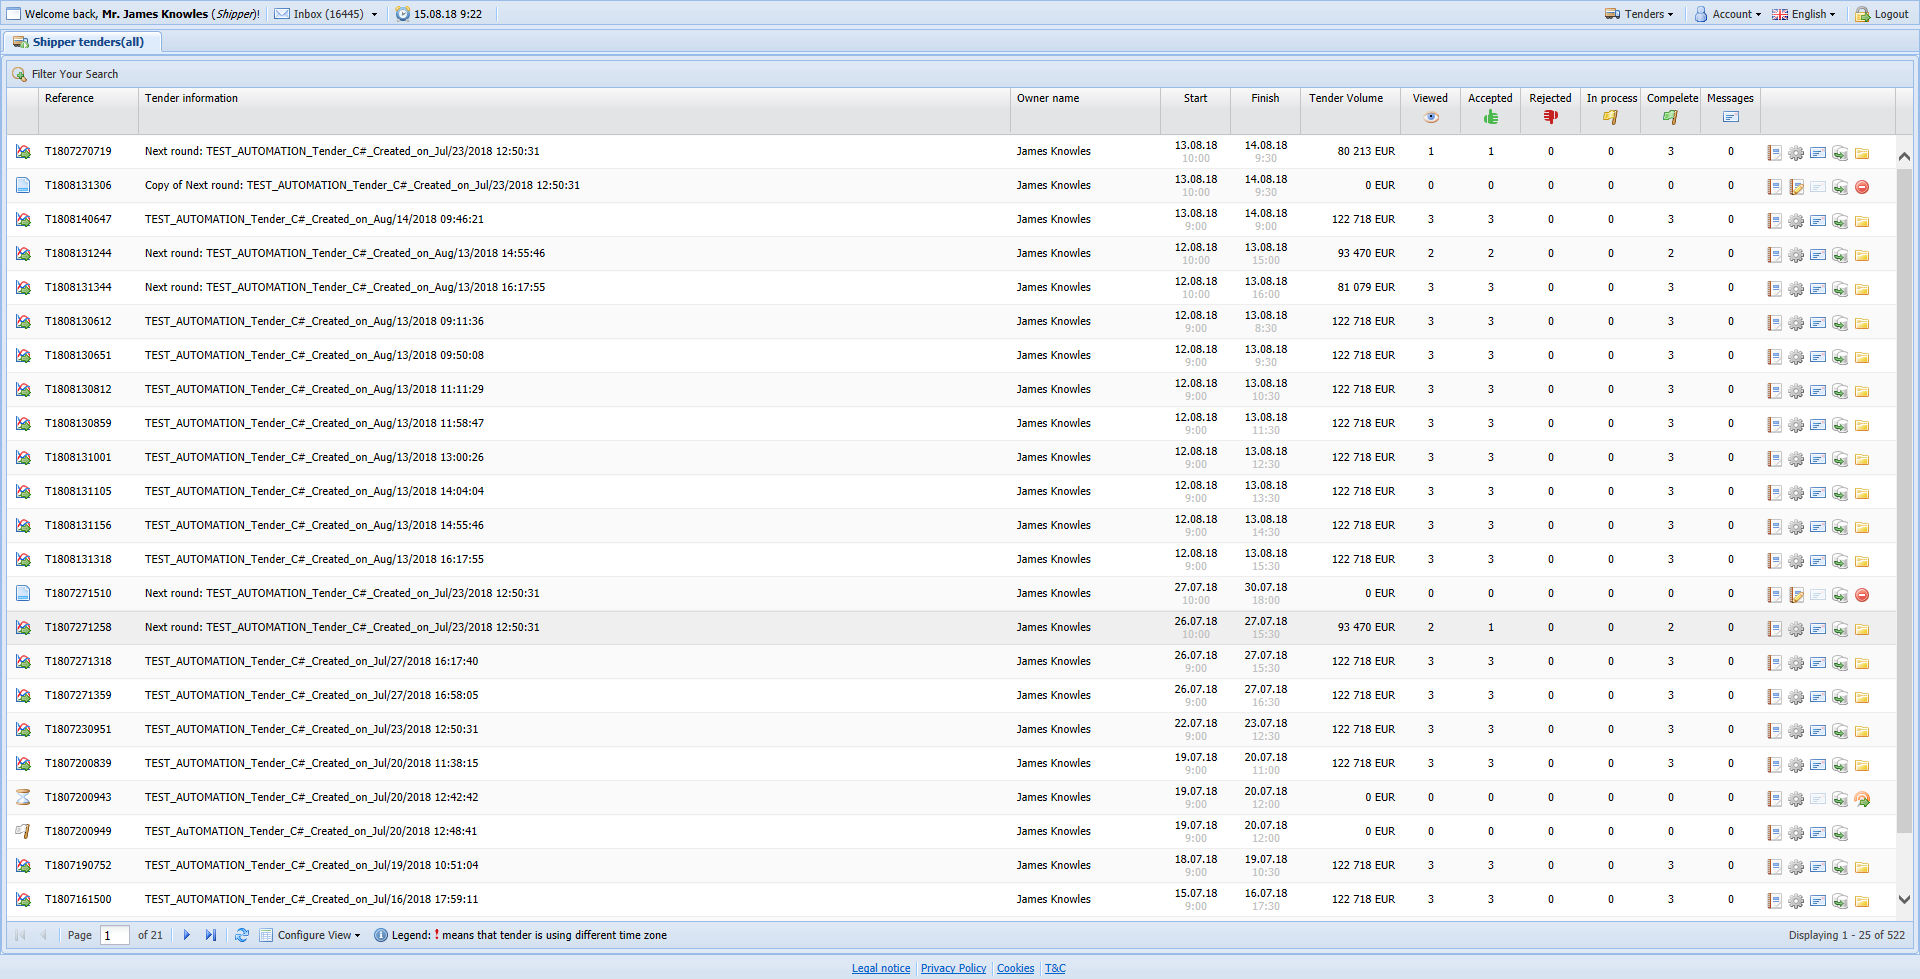 Welcome back, Mr. James Knowles (Shipper)! Inbox (16445) 15.08.18 9:22 Tenders Account English Logout
Shipper tenders(all)
Filter Your Search
Reference Tender information Owner name Start Finish Tender Volume Viewed Accepted Rejected In process Compelete Messages
T1807270719 Next round: TEST_AUTOMATION_Tender_C#_Created_on_Jul/23/2018 12:50:31 James Knowles 13.08.18 14.08.18 80 213 EUR 1 1 0 0 3 0
10:00 9:30
T1808131306 Copy of Next round: TEST_AUTOMATION_Tender_C#_Created_on_Jul/23/2018 12:50:31 James Knowles 13.08.18 14.08.18 0 EUR 0 0 0 0 0 0
10:00 9:30
T1808140647 TEST_AUTOMATION_Tender_C#_Created_on_Aug/14/2018 09:46:21 James Knowles 13.08.18 14.08.18 122 718 EUR 3 3 0 0 3 0
9:00 9:00
T1808131244 Next round: TEST_AUTOMATION_Tender_C#_Created_on_Aug/13/2018 14:55:46 James Knowles 12.08.18 13.08.18 93 470 EUR 2 2 0 0 2 0
10:00 15:00
T1808131344 Next round: TEST_AUTOMATION_Tender_C#_Created_on_Aug/13/2018 16:17:55 James Knowles 12.08.18 13.08.18 81 079 EUR 3 3 0 0 3 0
10:00 16:00
T1808130612 TEST_AUTOMATION_Tender_C#_Created_on_Aug/13/2018 09:11:36 James Knowles 12.08.18 13.08.18 122 718 EUR 3 3 0 0 3 0
9:00 8:30
T1808130651 TEST_AUTOMATION_Tender_C#_Created_on_Aug/13/2018 09:50:08 James Knowles 12.08.18 13.08.18 122 718 EUR 3 3 0 0 3 0
9:00 9:30
T1808130812 TEST_AUTOMATION_Tender_C#_Created_on_Aug/13/2018 11:11:29 James Knowles 12.08.18 13.08.18 122 718 EUR 3 3 0 0 3 0
9:00 10:30
T1808130859 TEST_AUTOMATION_Tender_C#_Created_on_Aug/13/2018 11:58:47 James Knowles 12.08.18 13.08.18 122 718 EUR 3 3 0 0 3 0
9:00 11:30
T1808131001 TEST_AUTOMATION_Tender_C#_Created_on_Aug/13/2018 13:00:26 James Knowles 12.08.18 13.08.18 122 718 EUR 3 3 0 0 3 0
9:00 12:30
T1808131105 TEST_AUTOMATION_Tender_C#_Created_on_Aug/13/2018 14:04:04 James Knowles 12.08.18 13.08.18 122 718 EUR 3 3 0 0 3 0
9:00 13:30
T1808131156 TEST_AUTOMATION_Tender_C#_Created_on_Aug/13/2018 14:55:46 James Knowles 12.08.18 13.08.18 122 718 EUR 3 3 0 0 3 0
9:00 14:30
T1808131318 TEST_AUTOMATION_Tender_C#_Created_on_Aug/13/2018 16:17:55 James Knowles 12.08.18 13.08.18 122 718 EUR 3 3 0 0 3 0
9:00 15:30
T1807271510 Next round: TEST_AUTOMATION_Tender_C#_Created_on_Jul/23/2018 12:50:31 James Knowles 27.07.18 30.07.18 0 EUR 0 0 0 0 0 0
10:00 18:00
T1807271258 Next round: TEST_AUTOMATION_Tender_C#_Created_on_Jul/23/2018 12:50:31 James Knowles 26.07.18 27.07.18 93 470 EUR 2 1 0 0 2 0
10:00 15:30
T1807271318 TEST_AUTOMATION_Tender_C#_Created_on_Jul/27/2018 16:17:40 James Knowles 26.07.18 27.07.18 122 718 EUR 3 3 0 0 3 0
9:00 15:30
T1807271359 TEST_AUTOMATION_Tender_C#_Created_on_Jul/27/2018 16:58:05 James Knowles 26.07.18 27.07.18 122 718 EUR 3 3 0 0 3 0
9:00 16:30
T1807230951 TEST_AUTOMATION_Tender_C#_Created_on_Jul/23/2018 12:50:31 James Knowles 22.07.18 23.07.18 122 718 EUR 3 3 0 0 3 0
9:00 12:30
T1807200839 TEST_AUTOMATION_Tender_C#_Created_on_Jul/20/2018 11:38:15 James Knowles 19.07.18 20.07.18 122 718 EUR 3 3 0 0 3 0
9:00 11:00
T1807200943 TEST_AUTOMATION_Tender_C#_Created_on_Jul/20/2018 12:42:42 James Knowles 19.07.18 20.07.18 0 EUR 0 0 0 0 0 0
9:00 12:00
T1807200949 TEST_AuTOMATION_Tender_C#_Created_on_Jul/20/2018 12:48:41 James Knowles 19.07.18 20.07.18 0 EUR 0 0 0 0 0 0
9:00 12:00
T1807190752 TEST_AUTOMATION_Tender_C#_Created_on_Jul/19/2018 10:51:04 James Knowles 18.07.18 19.07.18 122 718 EUR 3 3 0 0 3 0
9:00 10:30
T1807161500 TEST_AUTOMATION_Tender_C#_Created_on_Jul/16/2018 17:59:11 James Knowles 15.07.18 16.07.18 122 718 EUR 3 3 0 0 3 0
9:00 17:30
Page 1 of 21 Configure View Legend: ! means that tender is using different time zone Displaying 1 - 25 of 522
Legal notice Privacy Policy Cookies T&C